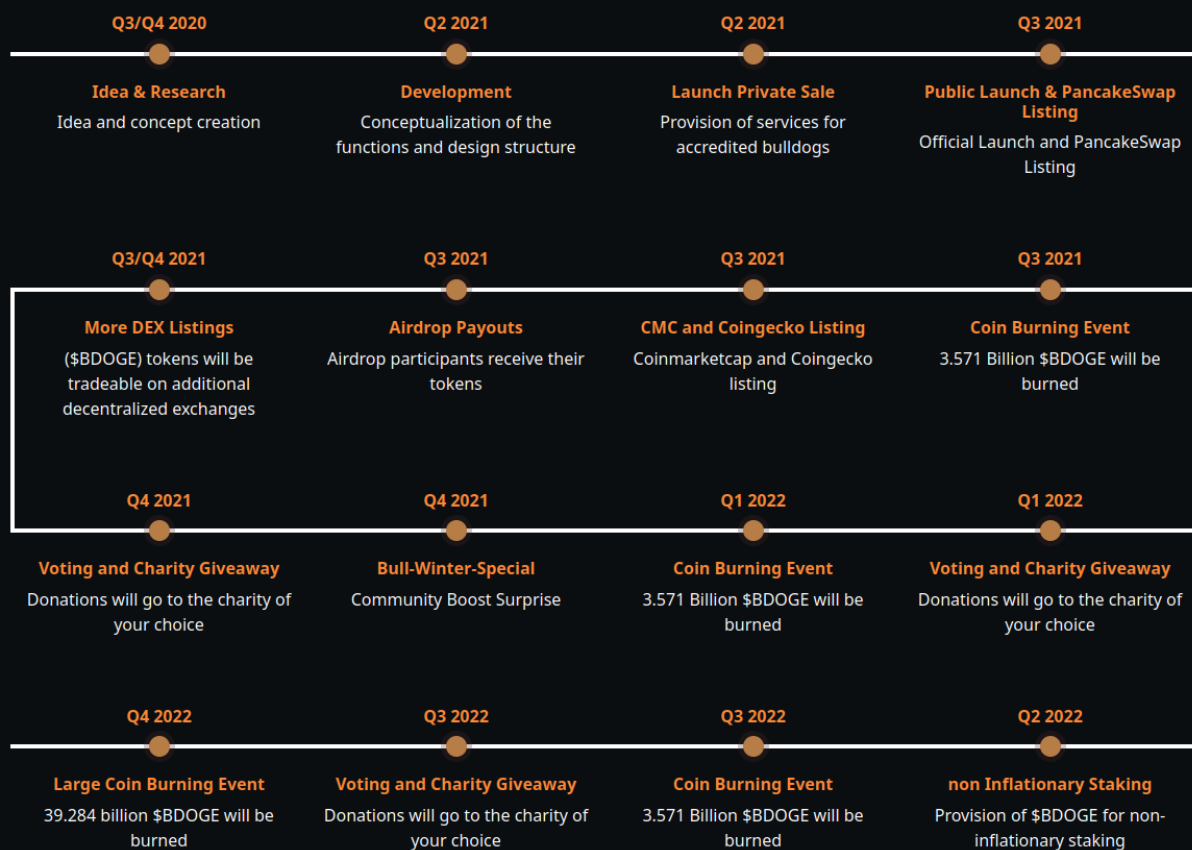 Q3/Q4 2020
Idea & Research
Idea and concept creation
Q2 2021
Development
Conceptualization of the
functions and design structure
Q2 2021
Launch Private Sale
Provision of services for
accredited bulldogs
Q3 2021
Public Launch & PancakeSwap
Listing
Official Launch and PancakeSwap
Listing
Q3/Q4 2021
More DEX Listings
($BDOGE) tokens will be
tradeable on additional
decentralized exchanges
Q3 2021
Airdrop Payouts
Airdrop participants receive their
tokens
Q3 2021
CMC and Coingecko Listing
Coinmarketcap and Coingecko
listing
Q3 2021
Coin Burning Event
3.571 Billion $BDOGE will be
burned
Q4 2021
Voting and Charity Giveaway
Donations will go to the charity of
your choice
Q4 2021
Bull-Winter-Special
Community Boost Surprise
Q1 2022
Coin Burning Event
3.571 Billion $BDOGE will be
burned
Q1 2022
Voting and Charity Giveaway
Donations will go to the charity of
your choice
Q4 2022
Large Coin Burning Event
39.284 billion $BDOGE will be
burned
Q3 2022
Voting and Charity Giveaway
Donations will go to the charity of
your choice
Q3 2022
Coin Burning Event
3.571 Billion $BDOGE will be
burned
Q2 2022
non Inflationary Staking
Provision of $BDOGE for non-
inflationary staking